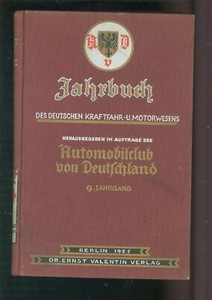 A D
v
Jahrbuch
DES DEUTSCHEN KRAFTFAHR-U. MOTORWESENS
HERAUSGEGEBEN IM AUFTRAGE DES
Automobilclub
von Deutschland
9. JAHRGANG
BERLIN
DR. ERNST VALENTIN VERLAG